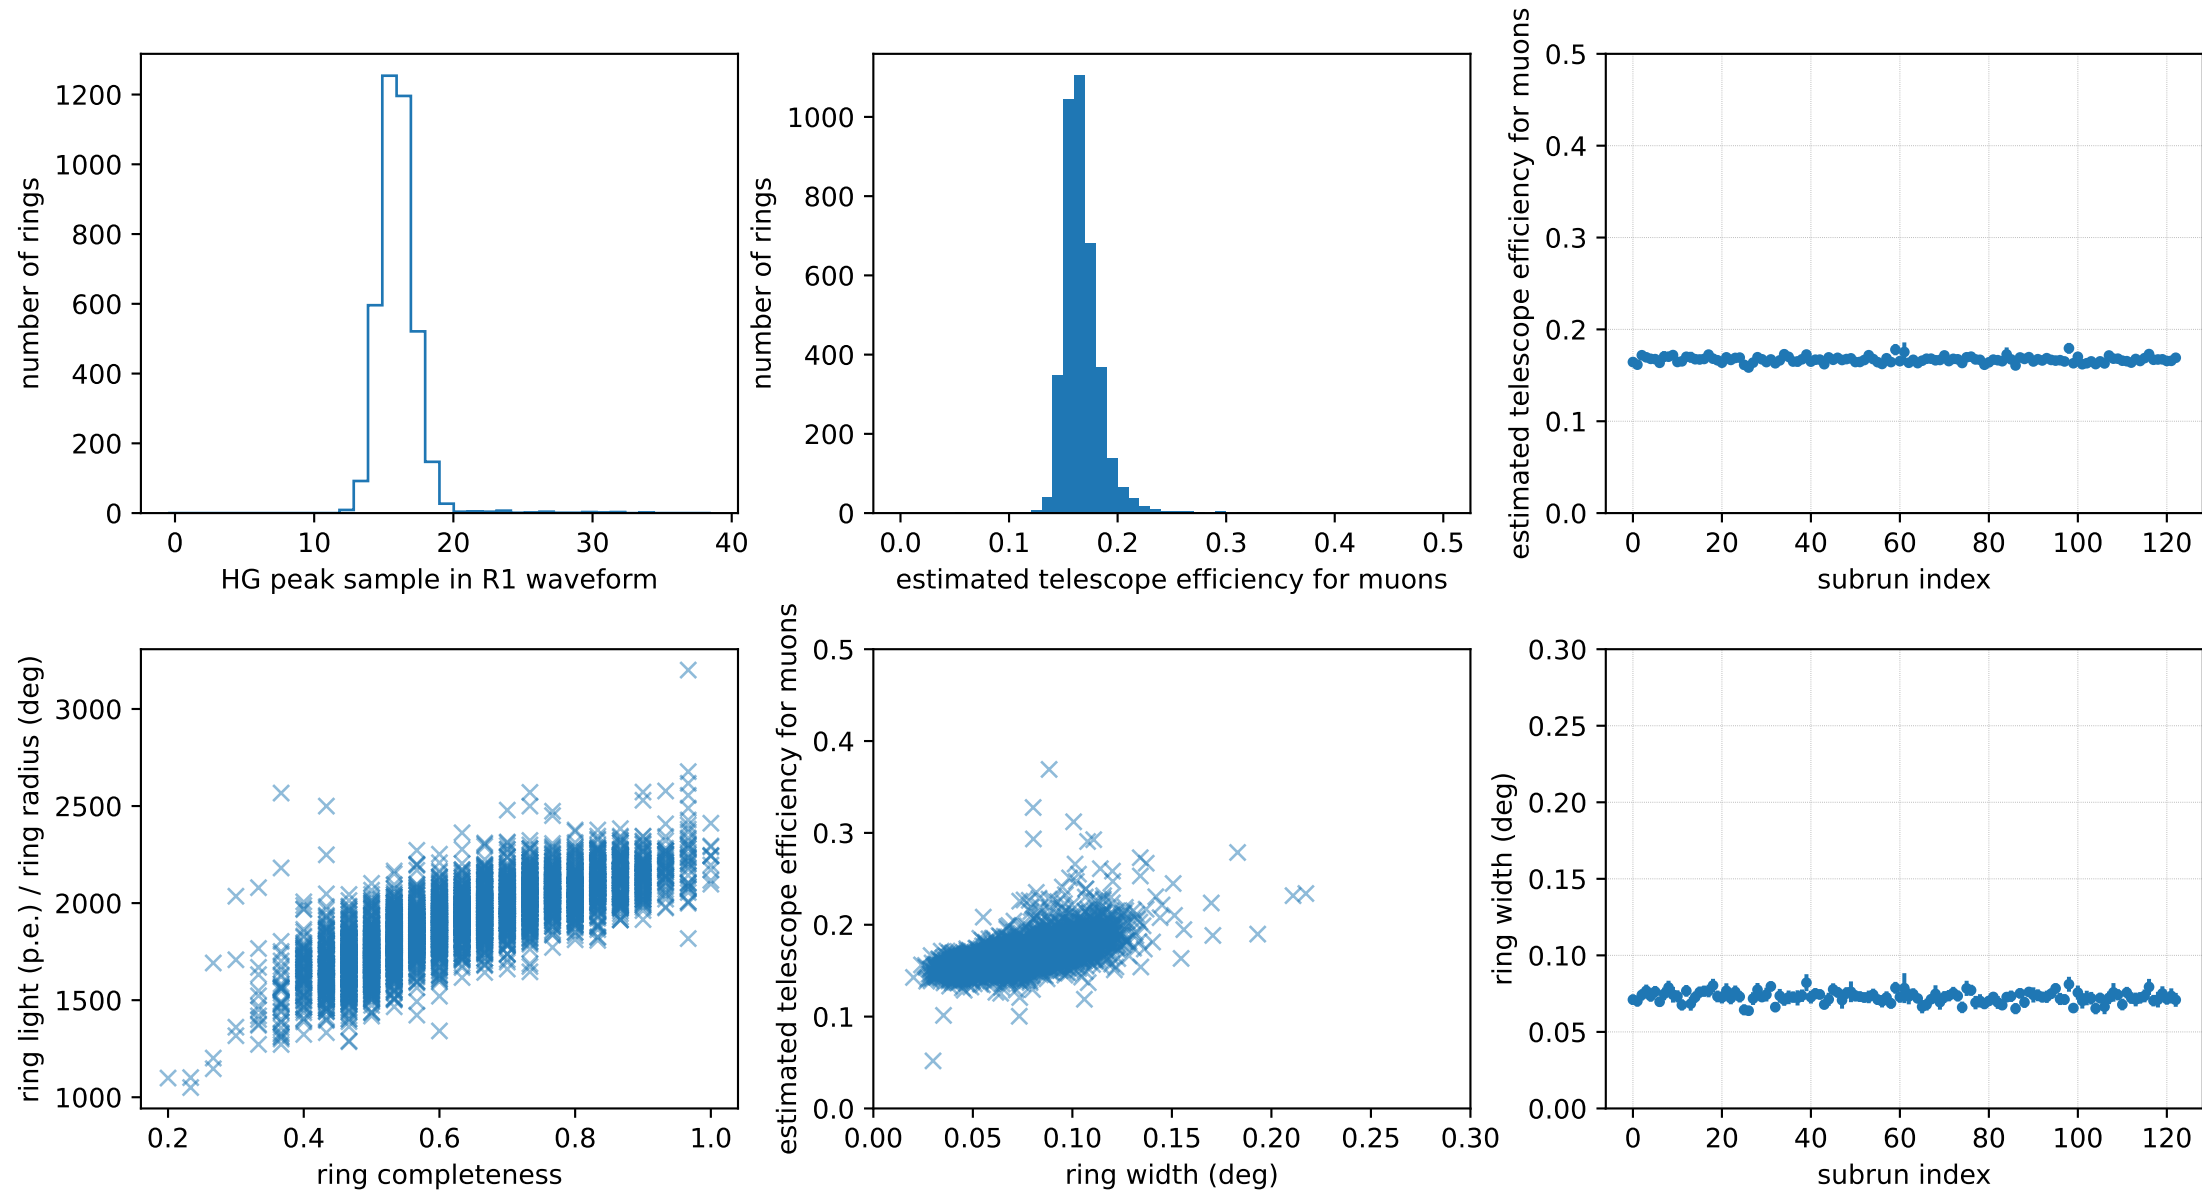 number of rings
1200
1000
800
600
400
200
0
0 10 20 30 40
HG peak sample in R1 waveform
number of rings
1000
800
600
400
200
0
0.0 0.1 0.2 0.3 0.4 0.5
estimated telescope efficiency for muons
estimated telescope efficiency for muons
0.5
0.4
0.3
0.2
0.1
0.0
0 20 40 60 80 100 120
subrun index
ring light (p.e.) / ring radius (deg)
3000
2500
2000
1500
1000
0.2 0.4 0.6 0.8 1.0
ring completeness
estimated telescope efficiency for muons
0.5
0.4
0.3
0.2
0.1
0.0
0.00 0.05 0.10 0.15 0.20 0.25 0.30
ring width (deg)
ring width (deg)
0.30
0.25
0.20
0.15
0.10
0.05
0.00
0 20 40 60 80 100 120
subrun index